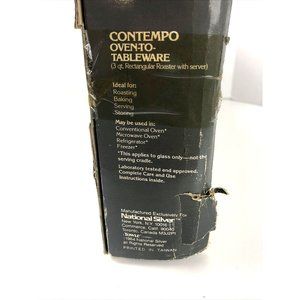 CONTEMPO
OVEN-TO-
TABLEWARE
(3 qt. Rectangular Roaster with server)
Ideal for:
Roasting
Baking
Serving
Storing
May be used in:
Conventional Oven*
Microwave Oven*
Refrigerator*
Freezer*
*This applies to glass only—not the
serving cradle.
Laboratory tested and approved.
Complete Care and Use
Instructions inside.
Manufactured Exclusively For
National Silver
New York, N.Y. 10016
Commerce, Calif. 90040
Toronto, Canada M5J2P1
1984 National Silver
all Rights Reserved
PRINTED IN TAIWAN